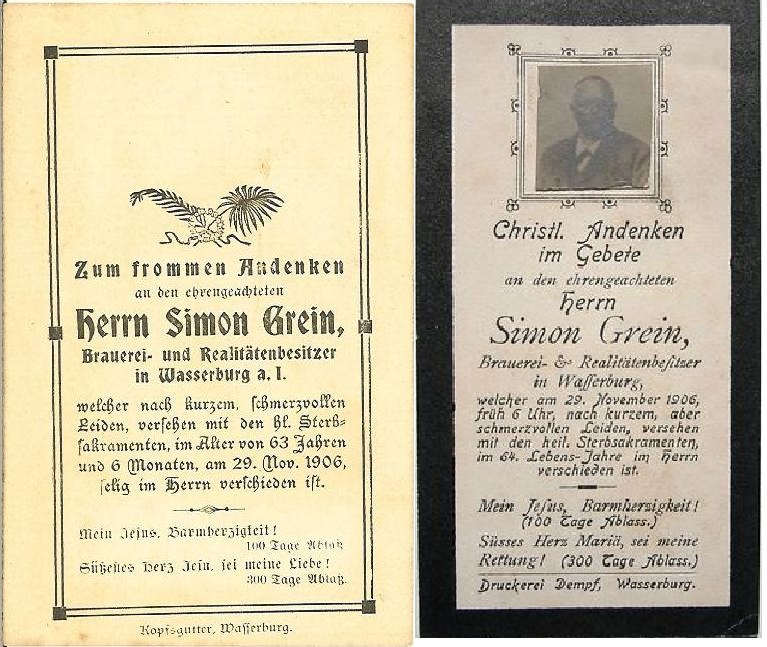 Zum frommen Andenken
an den ehrengeachteten
Herrn Simon Grein,
Brauerei- und Realitätenbesitzer
in Wasserburg a. I.
welcher nach kurzem, schmerzvollen
Leiden, versehen mit den hl. Sterb-
sakramenten, im Alter von 63 Jahren
und 6 Monaten, am 29. Nov. 1906,
selig im Herrn verschieden ist.
Mein Jesus, Barmherzigkeit!
100 Tage Ablaß
Süßestes Herz Jesu, sei meine Liebe!
300 Tage Ablaß.
Kopfsgutter, Wasserburg.
Christl. Andenken
im Gebete
an den ehrengeachteten
Herrn
Simon Grein,
Brauerei- & Realitätenbesitzer
in Wasserburg,
welcher am 29. November 1906,
früh 6 Uhr, nach kurzem, aber
schmerzvollen Leiden, versehen
mit den heil. Sterbsakramenten,
im 64. Lebens-Jahre im Herrn
verschieden ist.
Mein Jesus, Barmherzigkeit!
(100 Tage Ablass.)
Süsses Herz Mariä, sei meine
Rettung! (300 Tage Ablass.)
Druckerei Dempf, Wasserburg.